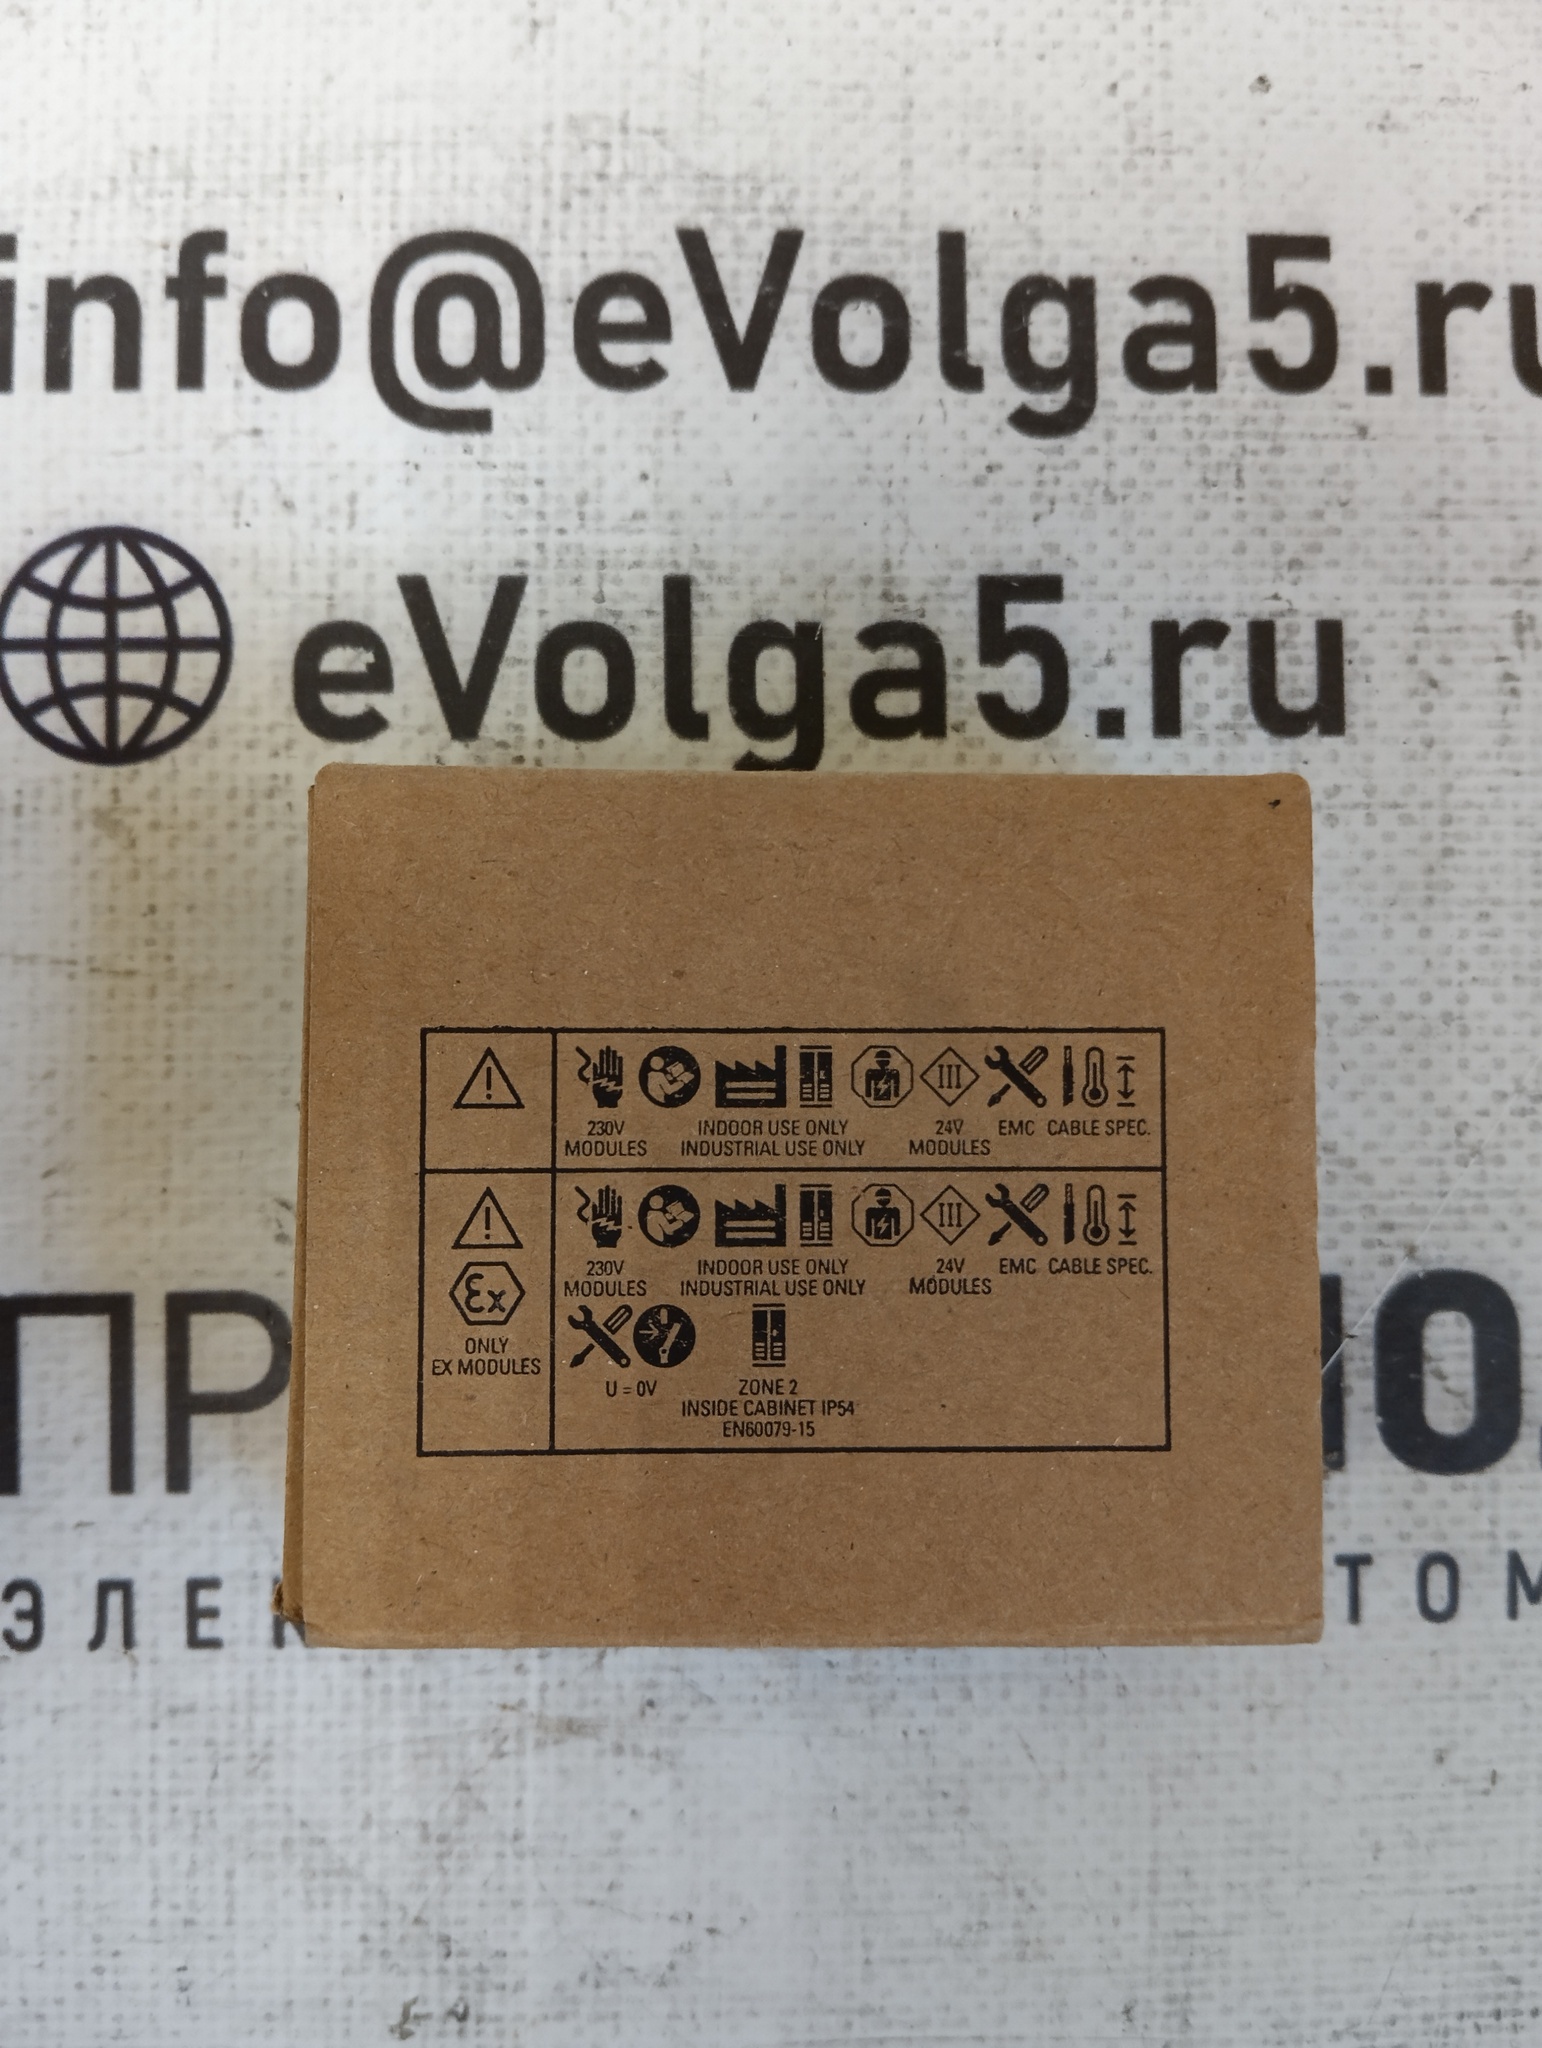 info@eVolga5.ru
eVolga5.ru
230V MODULES
INDOOR USE ONLY
INDUSTRIAL USE ONLY
24V MODULES
EMC
CABLE SPEC.
Ex
ONLY
EX MODULES
230V MODULES
INDOOR USE ONLY
INDUSTRIAL USE ONLY
24V MODULES
EMC
CABLE SPEC.
U = 0V
ZONE 2
INSIDE CABINET IP54
EN60079-15